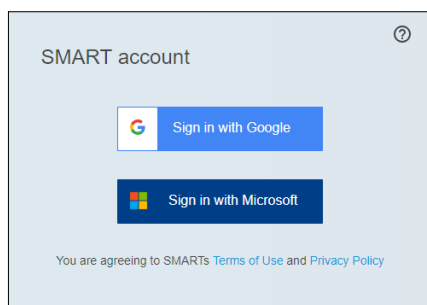 SMART account
Sign in with Google
Sign in with Microsoft
You are agreeing to SMARTs Terms of Use and Privacy Policy